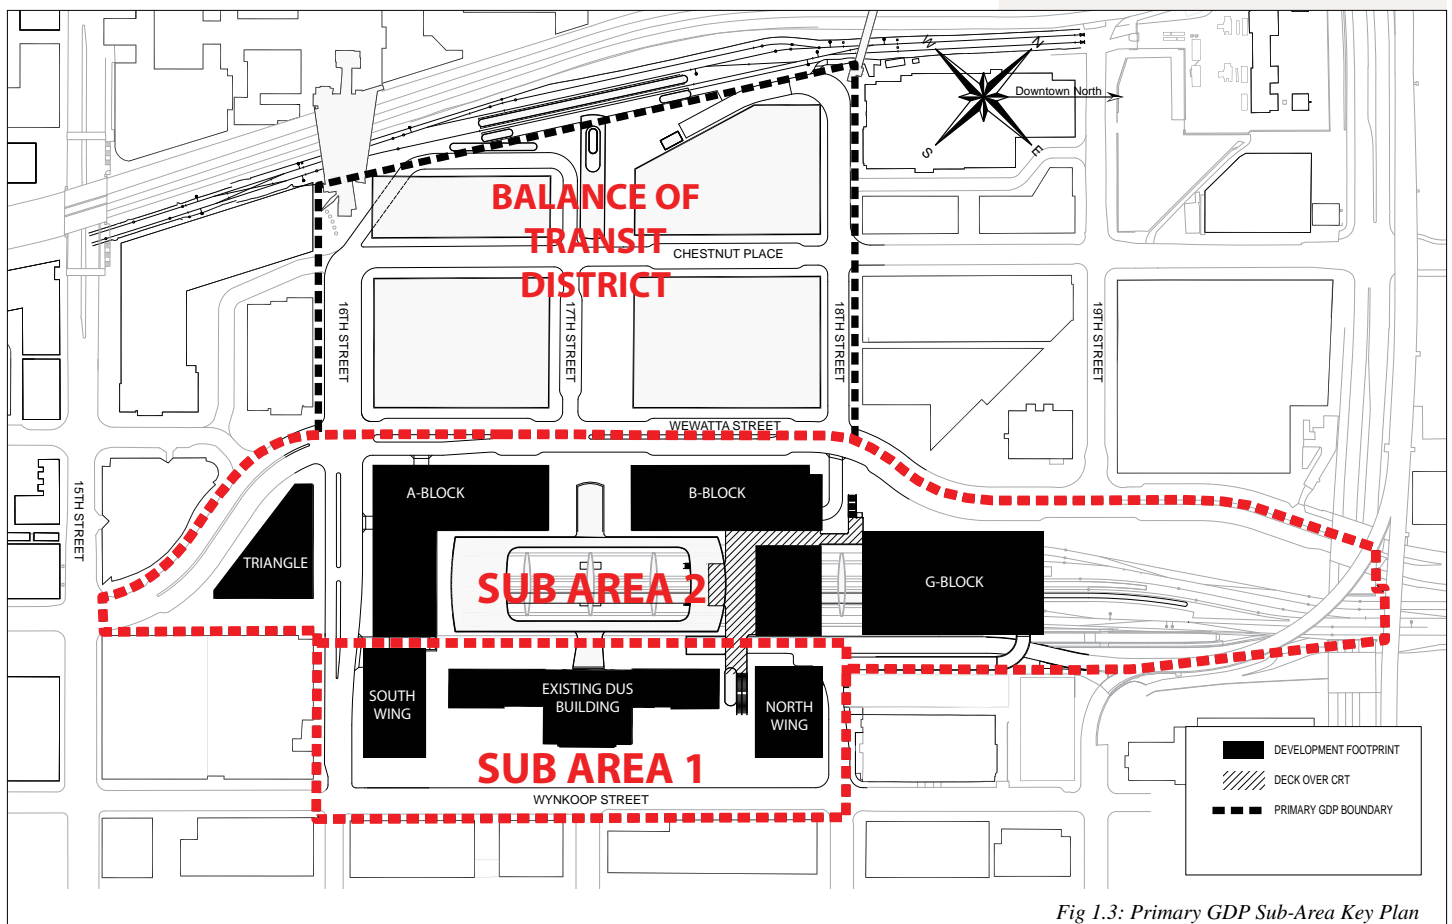 W
N
Downtown North
S
E
BALANCE OF
TRANSIT
DISTRICT
CHESTNUT PLACE
16TH STREET
17TH STREET
18TH STREET
19TH STREET
WEWATTA STREET
15TH STREET
A-BLOCK
B-BLOCK
TRIANGLE
SUB AREA 2
G-BLOCK
SOUTH
WING
EXISTING DUS
BUILDING
NORTH
WING
SUB AREA 1
WYNKOOP STREET
DEVELOPMENT FOOTPRINT
DECK OVER CRT
PRIMARY GDP BOUNDARY
Fig 1.3: Primary GDP Sub-Area Key Plan